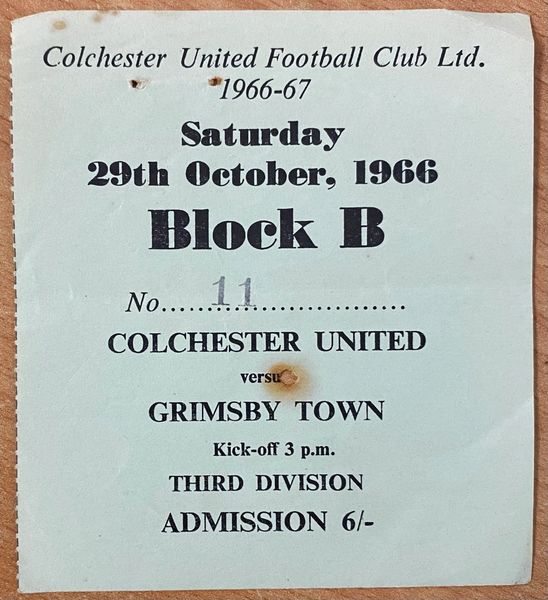 Colchester United Football Club Ltd.
1966-67
Saturday
29th October, 1966
Block B
No..... 11 ..........................
COLCHESTER UNITED
versu
GRIMSBY TOWN
Kick-off 3 p.m.
THIRD DIVISION
ADMISSION 6/-